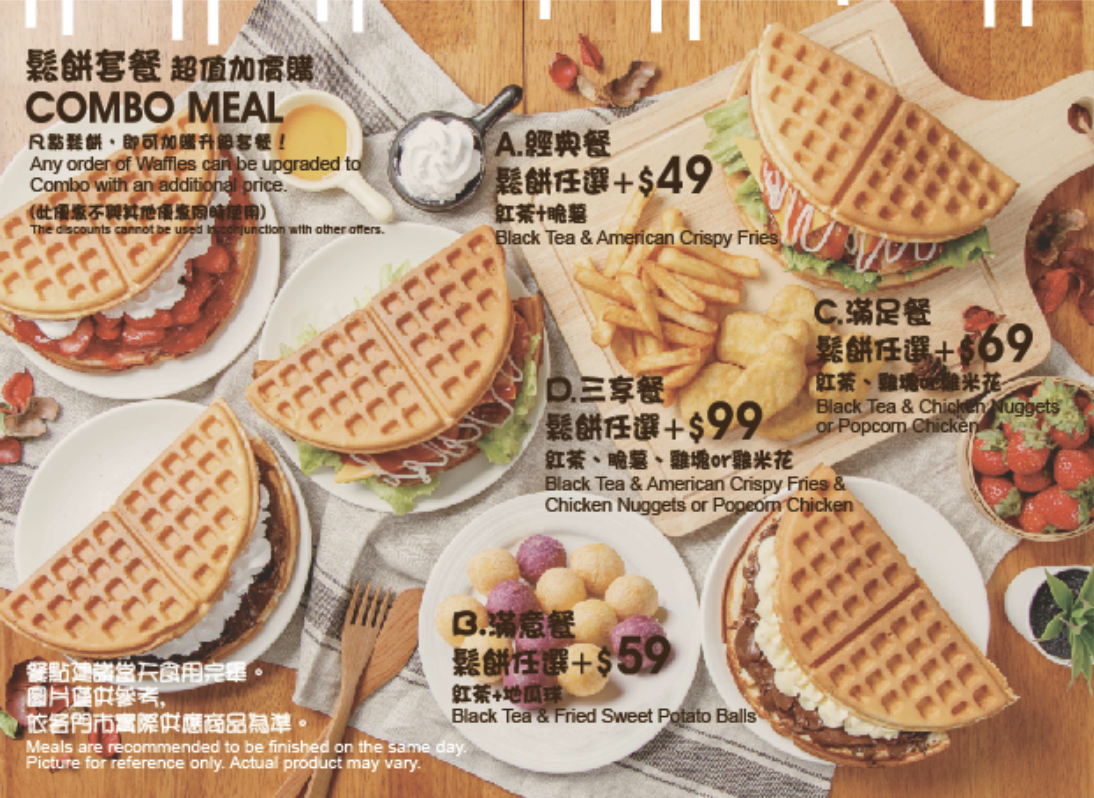 鬆餅套餐 超值加價購
COMBO MEAL
只點鬆餅、即可加購升級套餐！
Any order of Waffles can be upgraded to
Combo with an additional price.
(此優惠不與其他優惠同時使用)
The discounts cannot be used in conjunction with other offers.
A.經典餐
鬆餅任選+$49
紅茶+脆薯
Black Tea & American Crispy Fries
C.滿足餐
鬆餅任選+$69
紅茶、雞塊or雞米花
Black Tea & Chicken Nuggets
or Popcorn Chicken
D.三享餐
鬆餅任選+$99
紅茶、脆薯、雞塊or雞米花
Black Tea & American Crispy Fries &
Chicken Nuggets or Popcorn Chicken
B.滿意餐
鬆餅任選+$59
紅茶+地瓜球
Black Tea & Fried Sweet Potato Balls
餐點建議當天食用完畢。
圖片僅供參考,
依各門市實際供應商品為準。
Meals are recommended to be finished on the same day.
Picture for reference only. Actual product may vary.